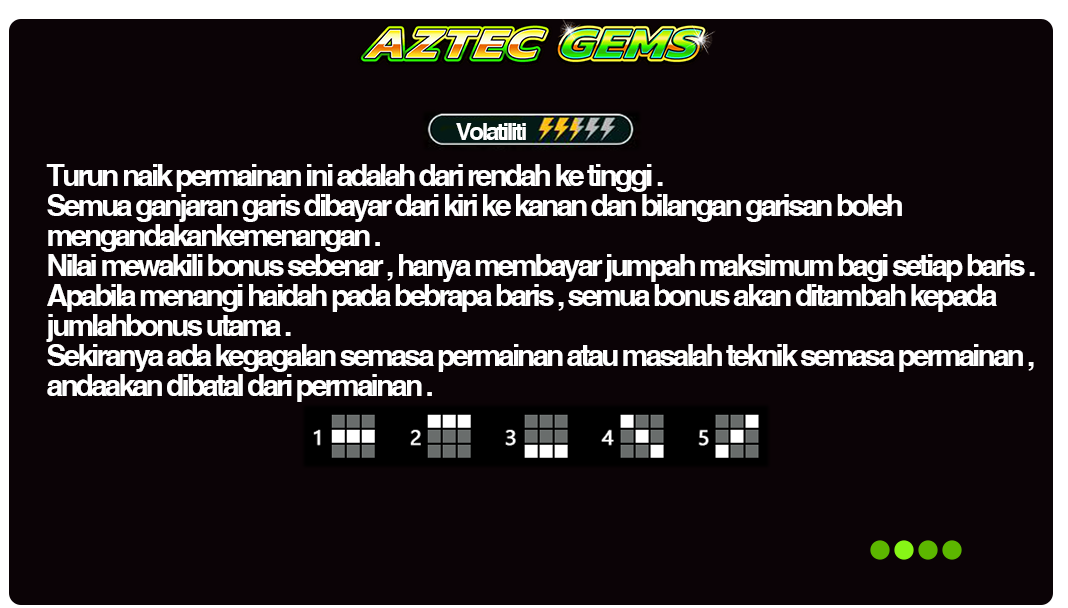 AZTEC GEMS
Volatiliti
Turun naik permainan ini adalah dari rendah ke tinggi .
Semua ganjaran garis dibayar dari kiri ke kanan dan bilangan garisan boleh
mengandakankemenangan .
Nilai mewakili bonus sebenar , hanya membayar jumpah maksimum bagi setiap baris .
Apabila menangi haidah pada bebrapa baris , semua bonus akan ditambah kepada
jumlahbonus utama .
Sekiranya ada kegagalan semasa permainan atau masalah teknik semasa permainan ,
andaakan dibatal dari permainan .
1 2 3 4 5